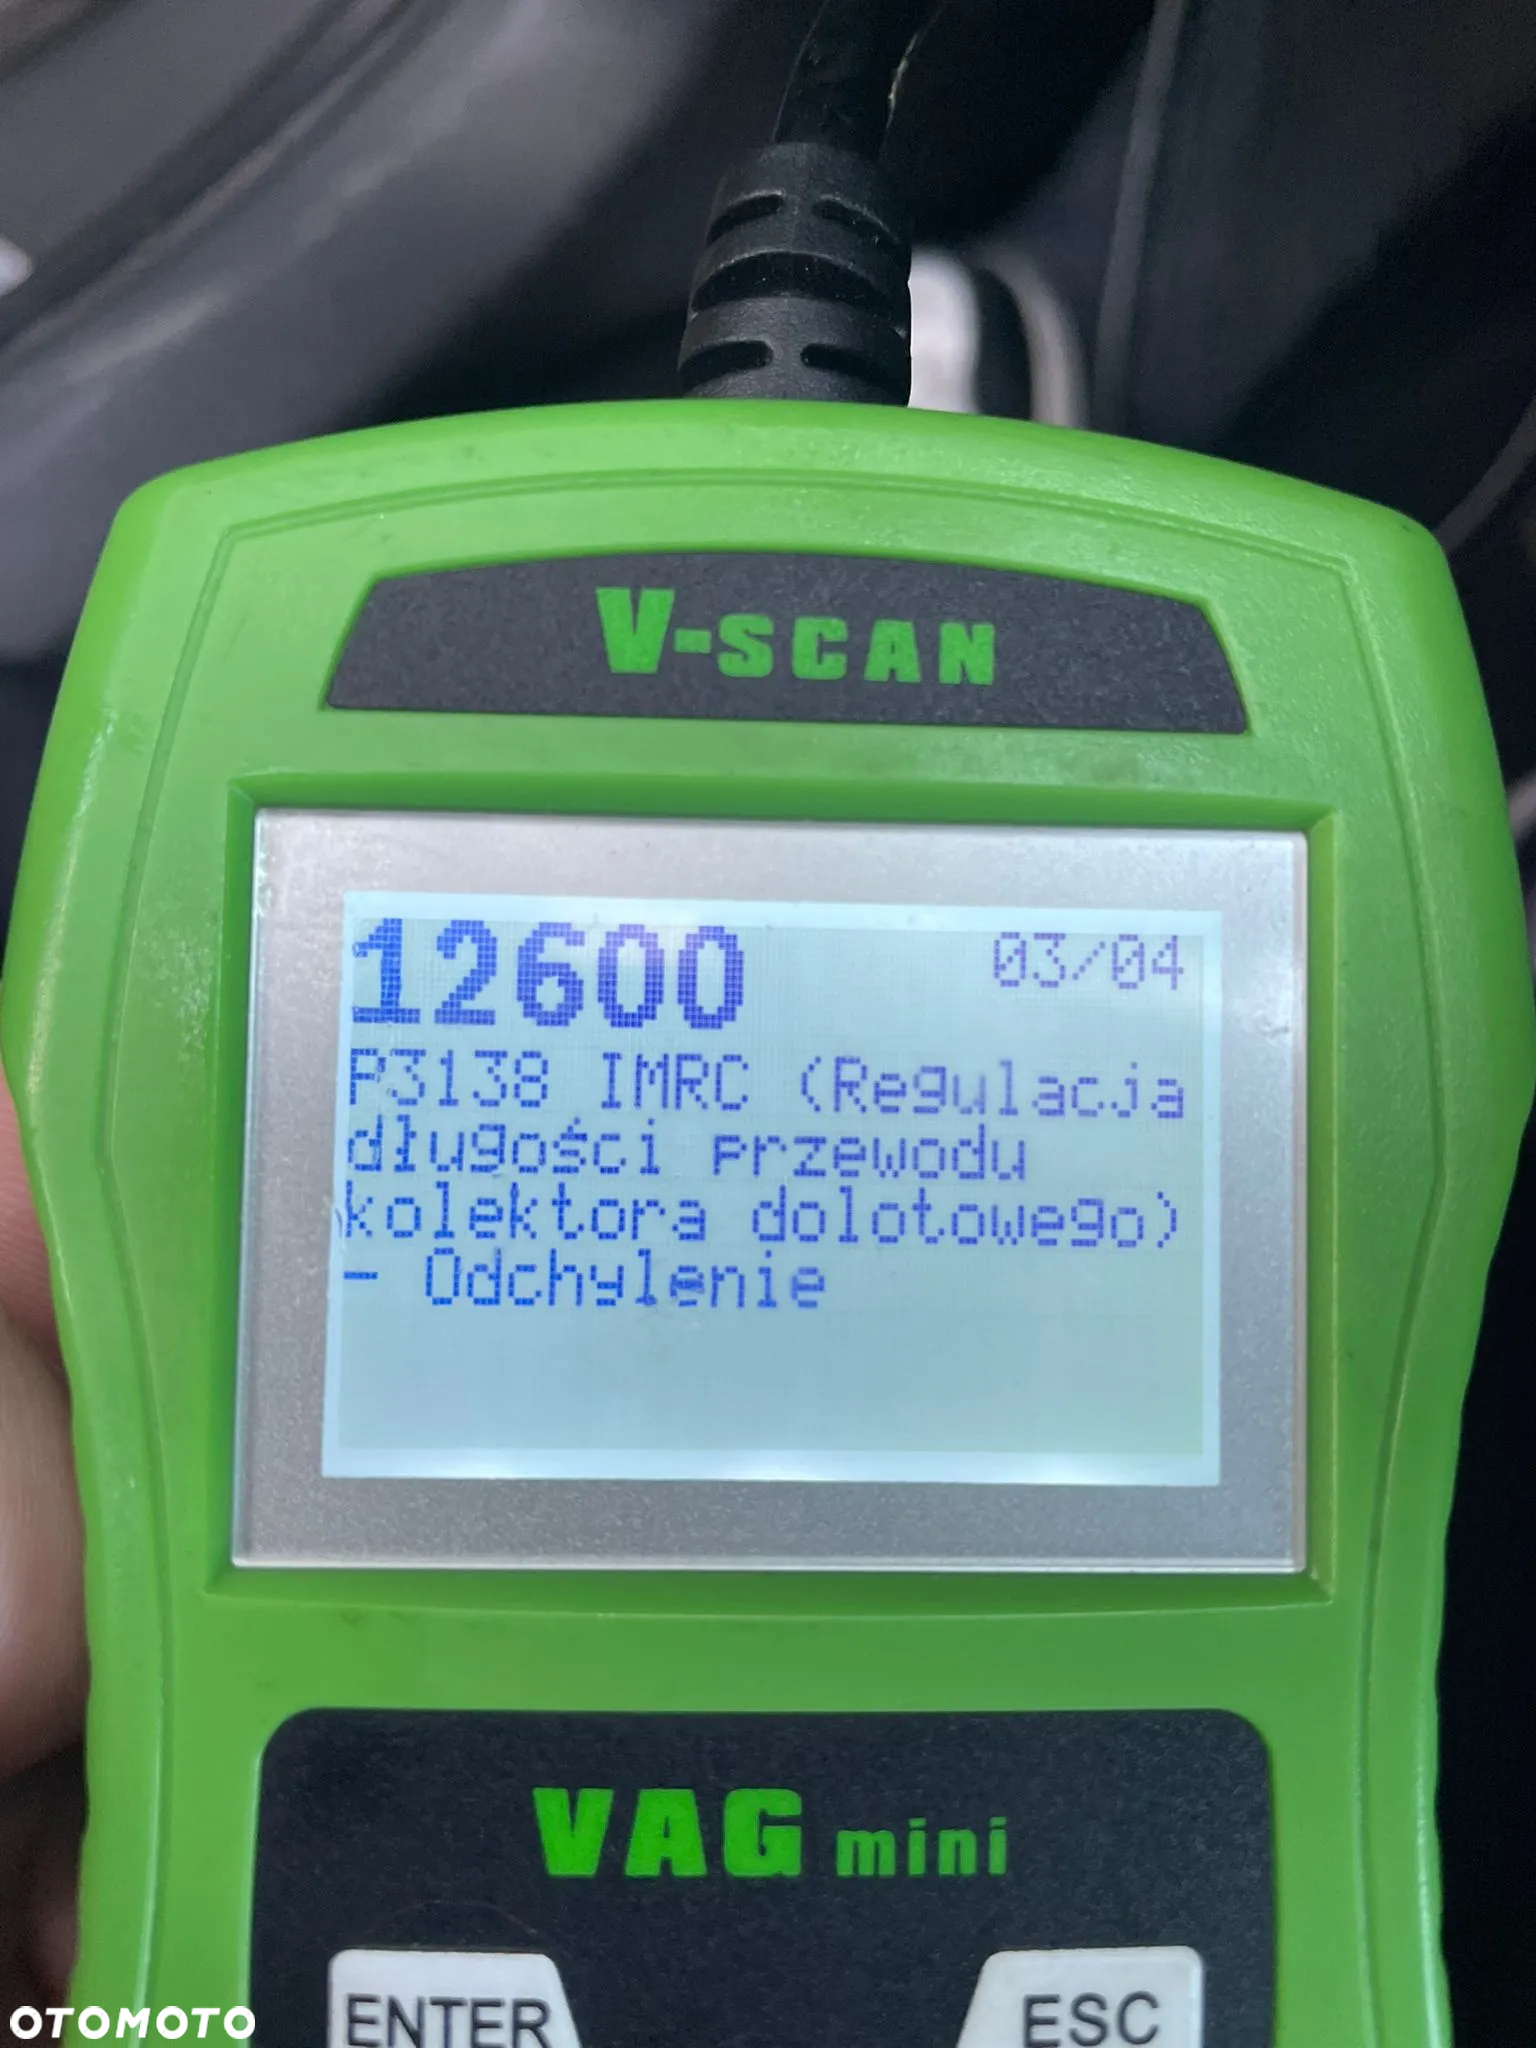 V-SCAN
12600 03/04
P3138 IMRC (Regulacja
długości przewodu
kolektora dolotowego)
- Odchylenie
VAG mini
ENTER ESC
OTOMOTO